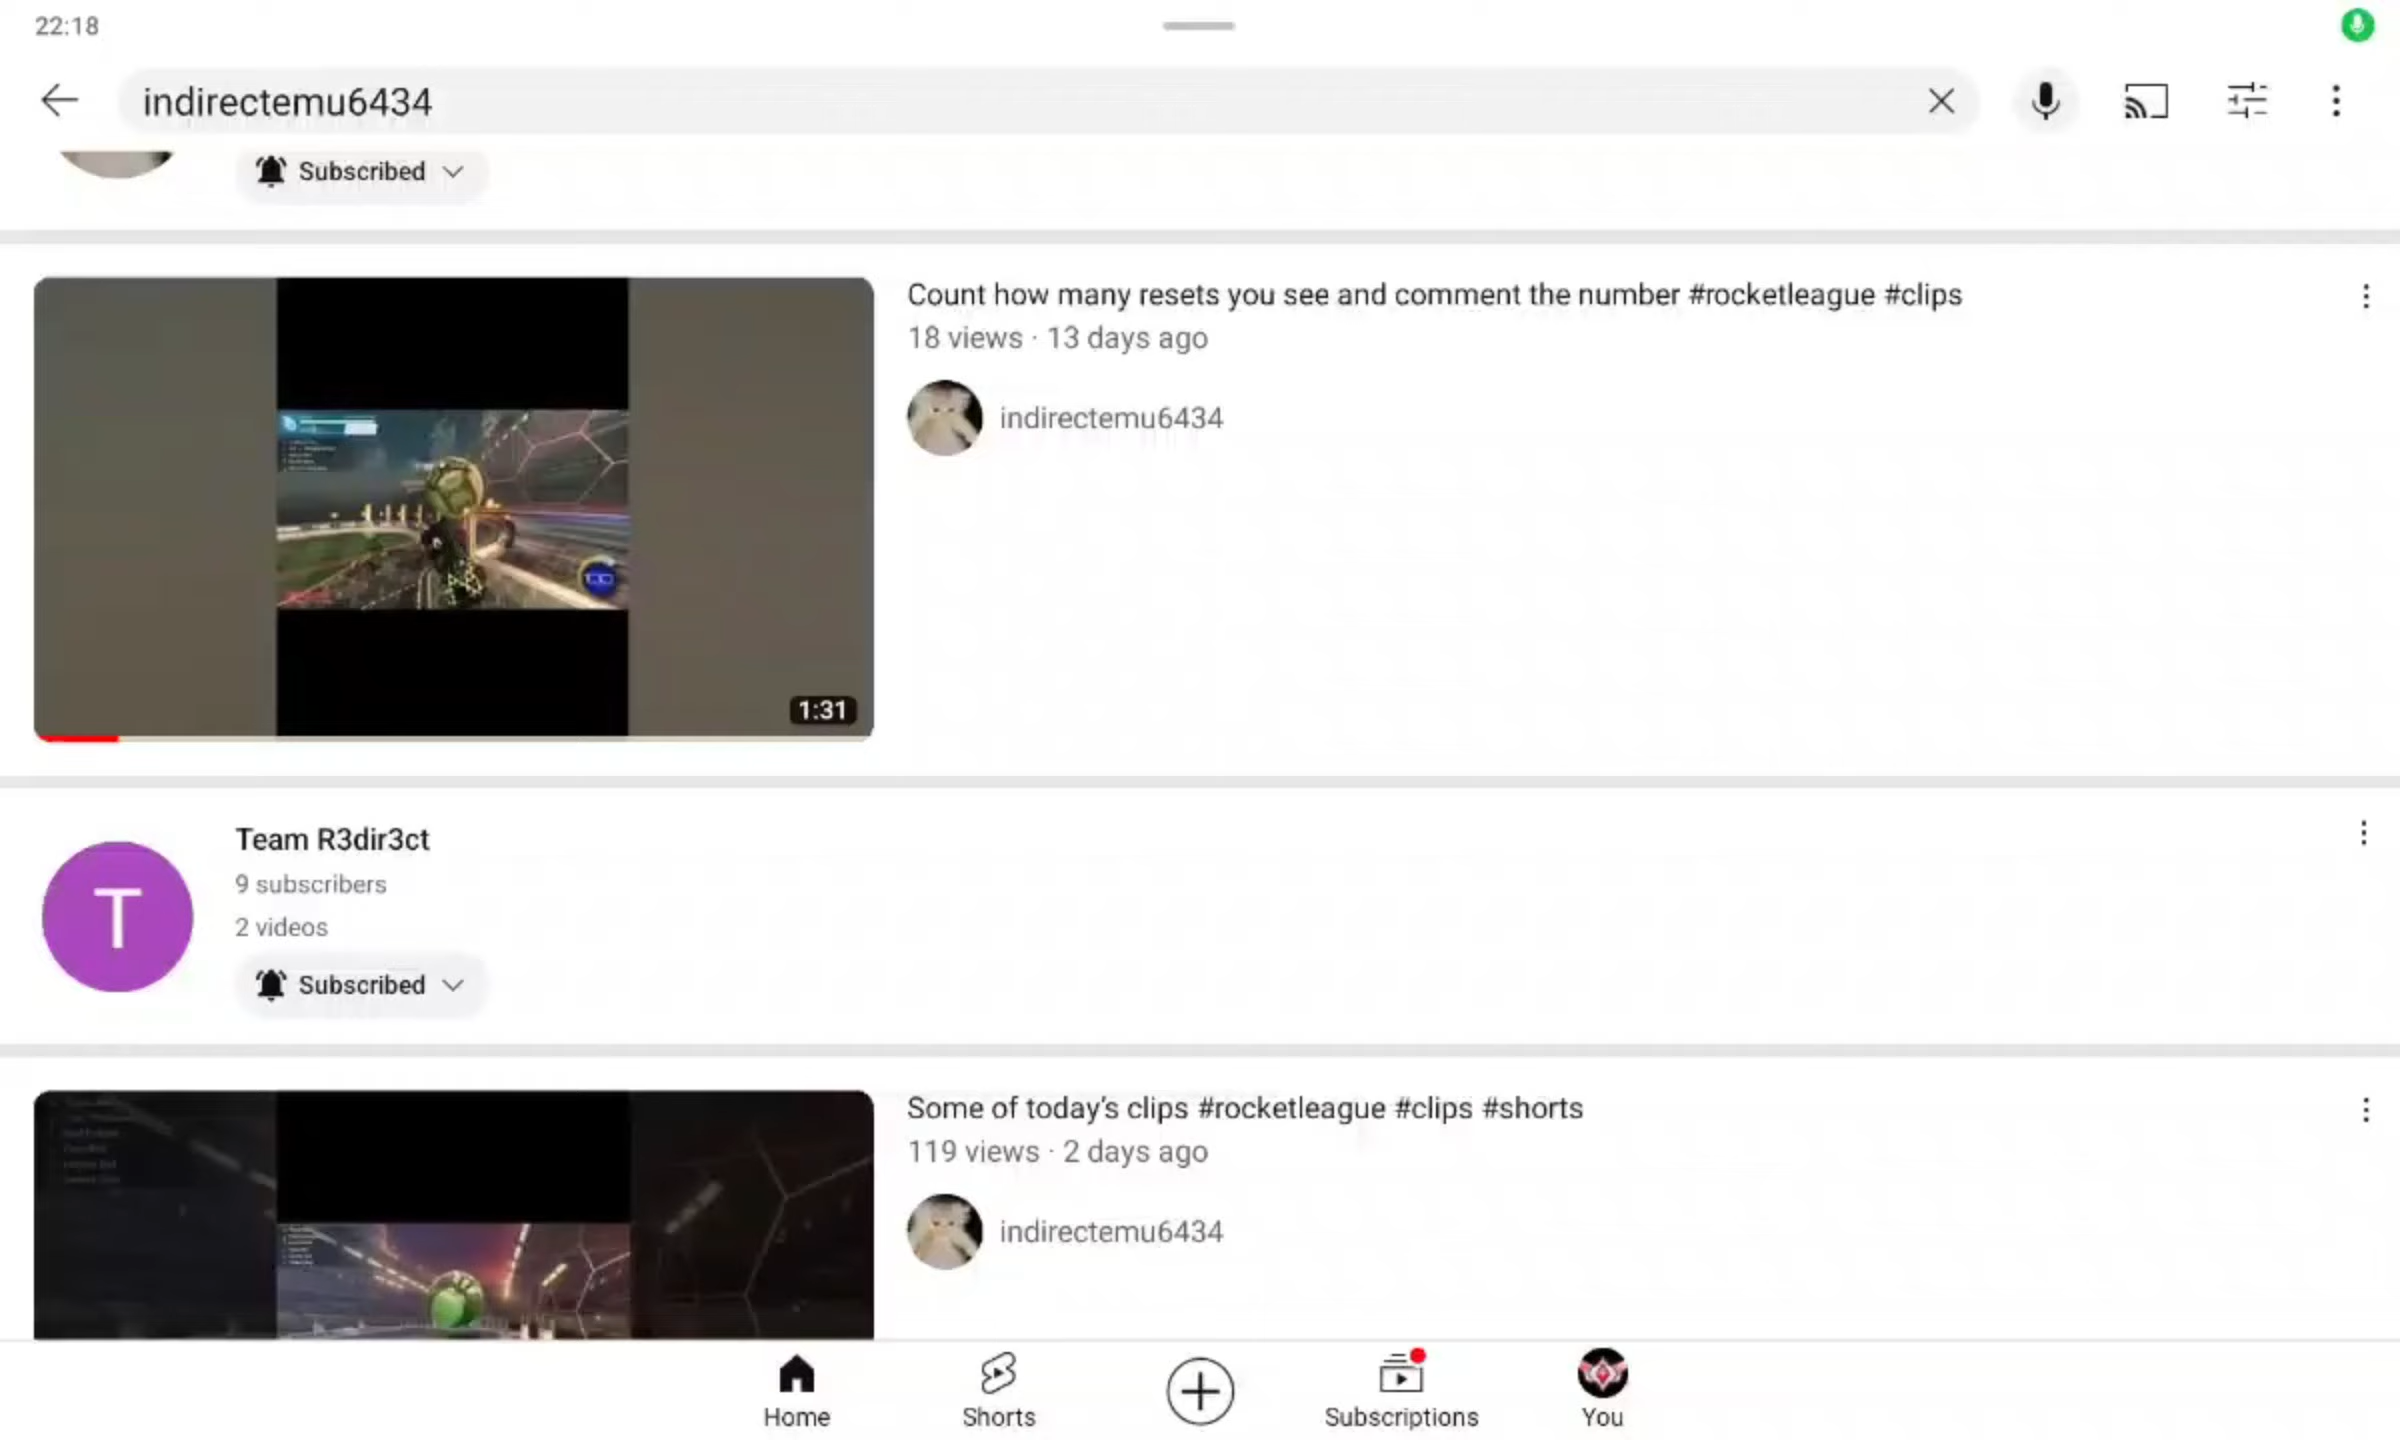 22:18
indirectemu6434
Subscribed
Count how many resets you see and comment the number #rocketleague #clips
18 views · 13 days ago
indirectemu6434
1:31
Team R3dir3ct
T
9 subscribers
2 videos
Subscribed
Some of today's clips #rocketleague #clips #shorts
119 views · 2 days ago
indirectemu6434
Home
Shorts
Subscriptions
You